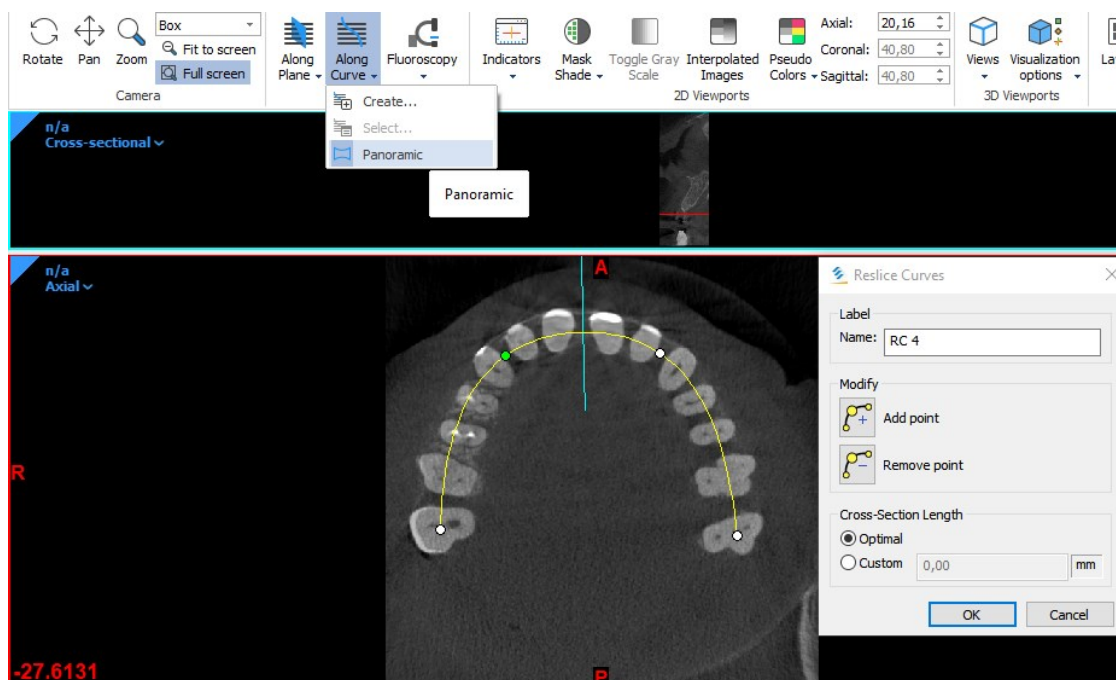 Rotate
Pan
Zoom
Box
Fit to screen
Full screen
Camera
Along
Plane
Along
Curve
Fluoroscopy
Indicators
Mask
Shade
Toggle Gray
Scale
Interpolated
Images
Pseudo
Colors
Axial:
20,16
Coronal:
40,80
Sagittal:
40,80
2D Viewports
Views
Visualization
options
3D Viewports
Create...
Select...
Panoramic
Panoramic
n/a
Cross-sectional
n/a
Axial
A
R
P
-27.6131
Reslice Curves
Label
Name:
RC 4
Modify
Add point
Remove point
Cross-Section Length
Optimal
Custom
0,00
mm
OK
Cancel